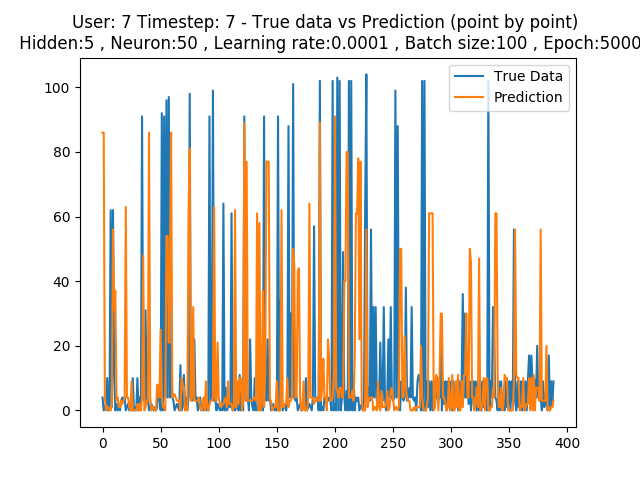 User: 7 Timestep: 7 - True data vs Prediction (point by point)
Hidden:5 , Neuron:50 , Learning rate:0.0001 , Batch size:100 , Epoch:5000
True Data
Prediction
100
80
60
40
20
0
0 50 100 150 200 250 300 350 400